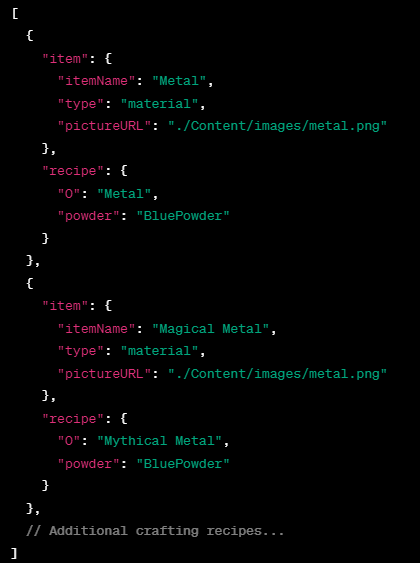 [
  {
    "item": {
      "itemName": "Metal",
      "type": "material",
      "pictureURL": "./Content/images/metal.png"
    },
    "recipe": {
      "O": "Metal",
      "powder": "BluePowder"
    }
  },
  {
    "item": {
      "itemName": "Magical Metal",
      "type": "material",
      "pictureURL": "./Content/images/metal.png"
    },
    "recipe": {
      "O": "Mythical Metal",
      "powder": "BluePowder"
    }
  },
  // Additional crafting recipes...
]